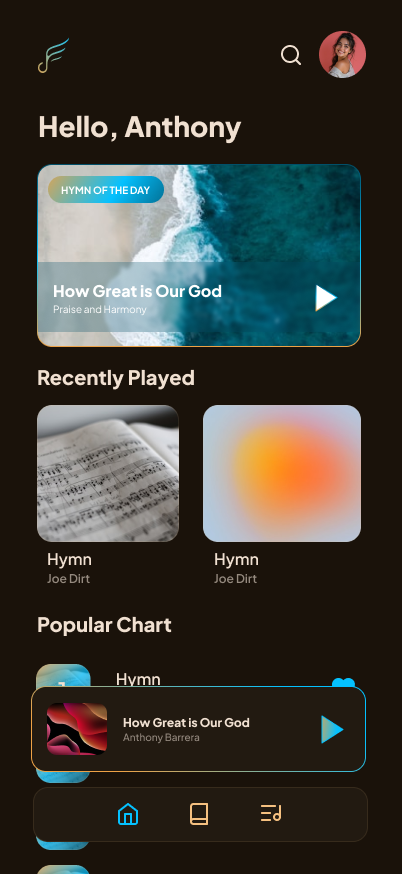 Hello, Anthony
HYMN OF THE DAY
How Great is Our God
Praise and Harmony
Recently Played
Hymn
Joe Dirt
Hymn
Joe Dirt
Popular Chart
Hymn
How Great is Our God
Anthony Barrera